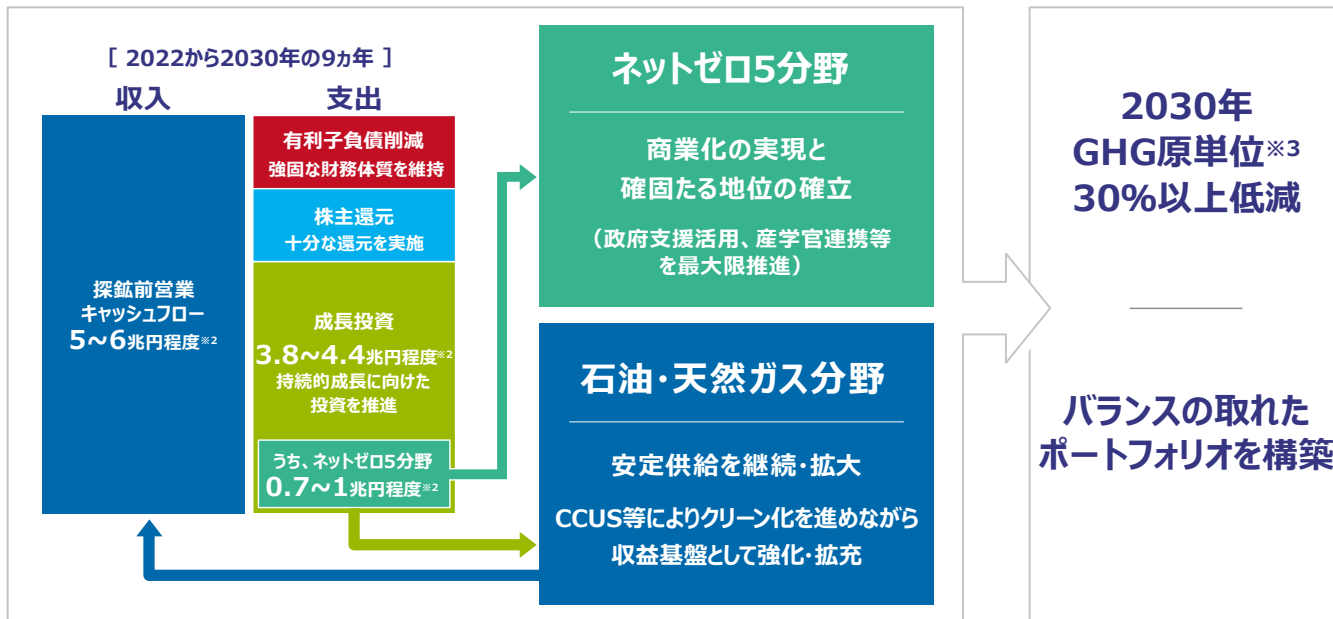 [ 2022から2030年の9ヵ年 ]
収入
支出
探鉱前営業
キャッシュフロー
5~6兆円程度※2
有利子負債削減
強固な財務体質を維持
株主還元
十分な還元を実施
成長投資
3.8~4.4兆円程度※2
持続的成長に向けた
投資を推進
うち、ネットゼロ5分野
0.7~1兆円程度※2
ネットゼロ5分野
商業化の実現と
確固たる地位の確立
（政府支援活用、産学官連携等
を最大限推進）
石油・天然ガス分野
安定供給を継続・拡大
CCUS等によりクリーン化を進めながら
収益基盤として強化・拡充
2030年
GHG原単位※3
30%以上低減
バランスの取れた
ポートフォリオを構築